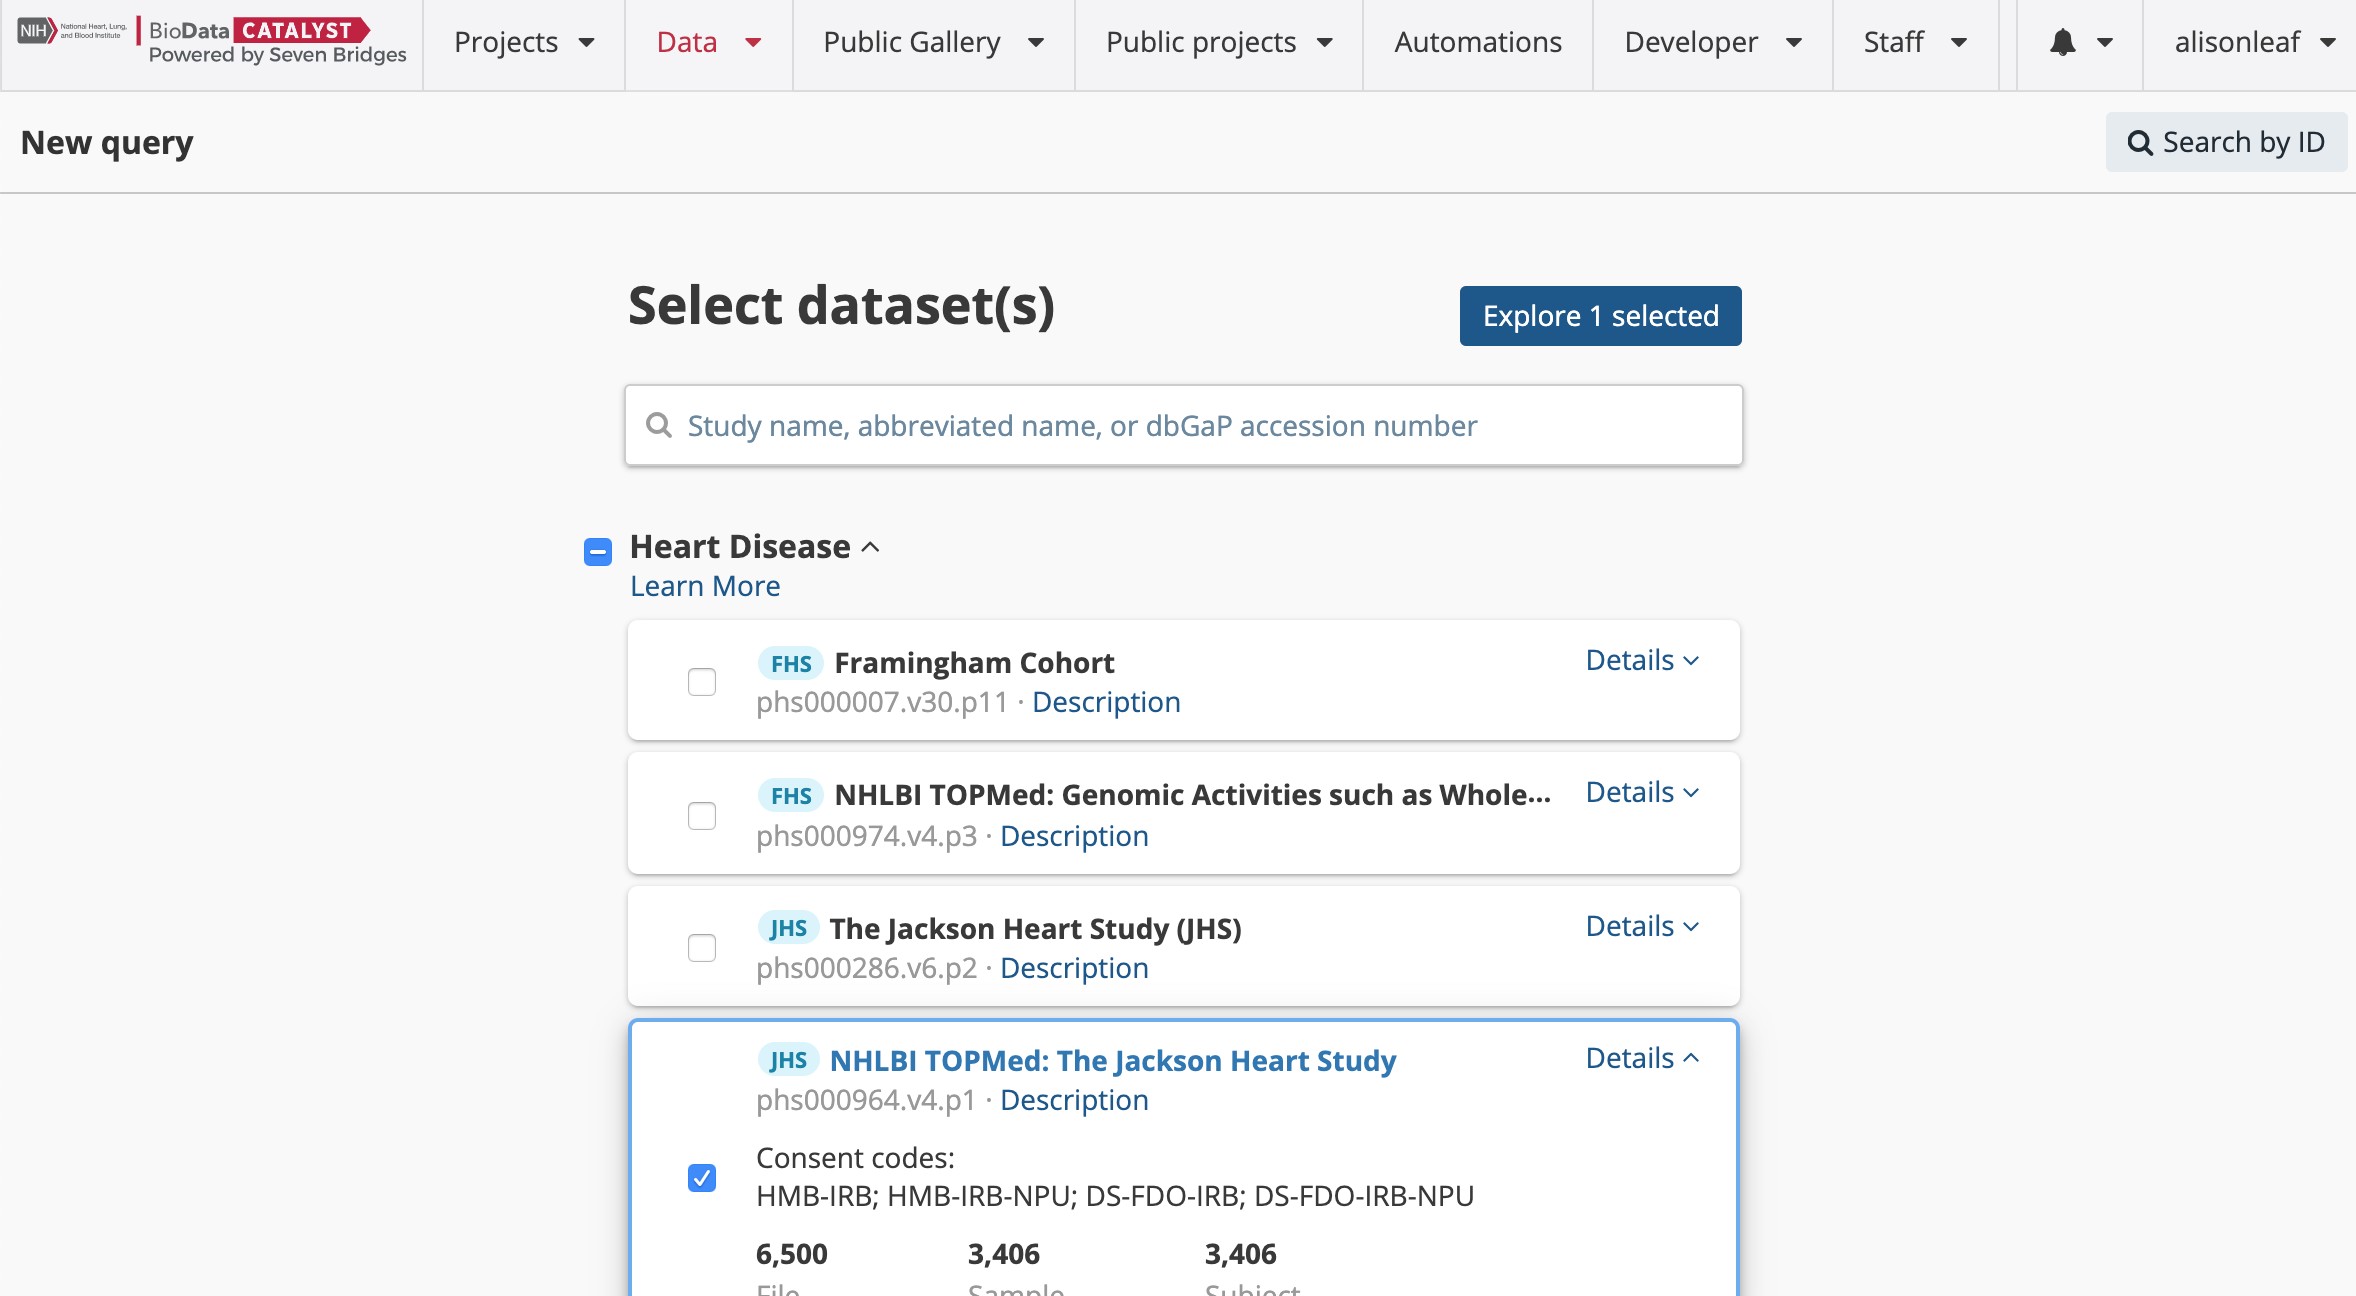 NIH National Heart, Lung, and Blood Institute BioData CATALYST
Powered by Seven Bridges
Projects Data Public Gallery Public projects Automations Developer Staff alisonleaf
New query
Search by ID
Select dataset(s)
Explore 1 selected
Study name, abbreviated name, or dbGaP accession number
Heart Disease
Learn More
FHS Framingham Cohort Details
phs000007.v30.p11 · Description
FHS NHLBI TOPMed: Genomic Activities such as Whole... Details
phs000974.v4.p3 · Description
JHS The Jackson Heart Study (JHS) Details
phs000286.v6.p2 · Description
JHS NHLBI TOPMed: The Jackson Heart Study Details
phs000964.v4.p1 · Description
Consent codes:
HMB-IRB; HMB-IRB-NPU; DS-FDO-IRB; DS-FDO-IRB-NPU
6,500 3,406 3,406
File Sample Subject